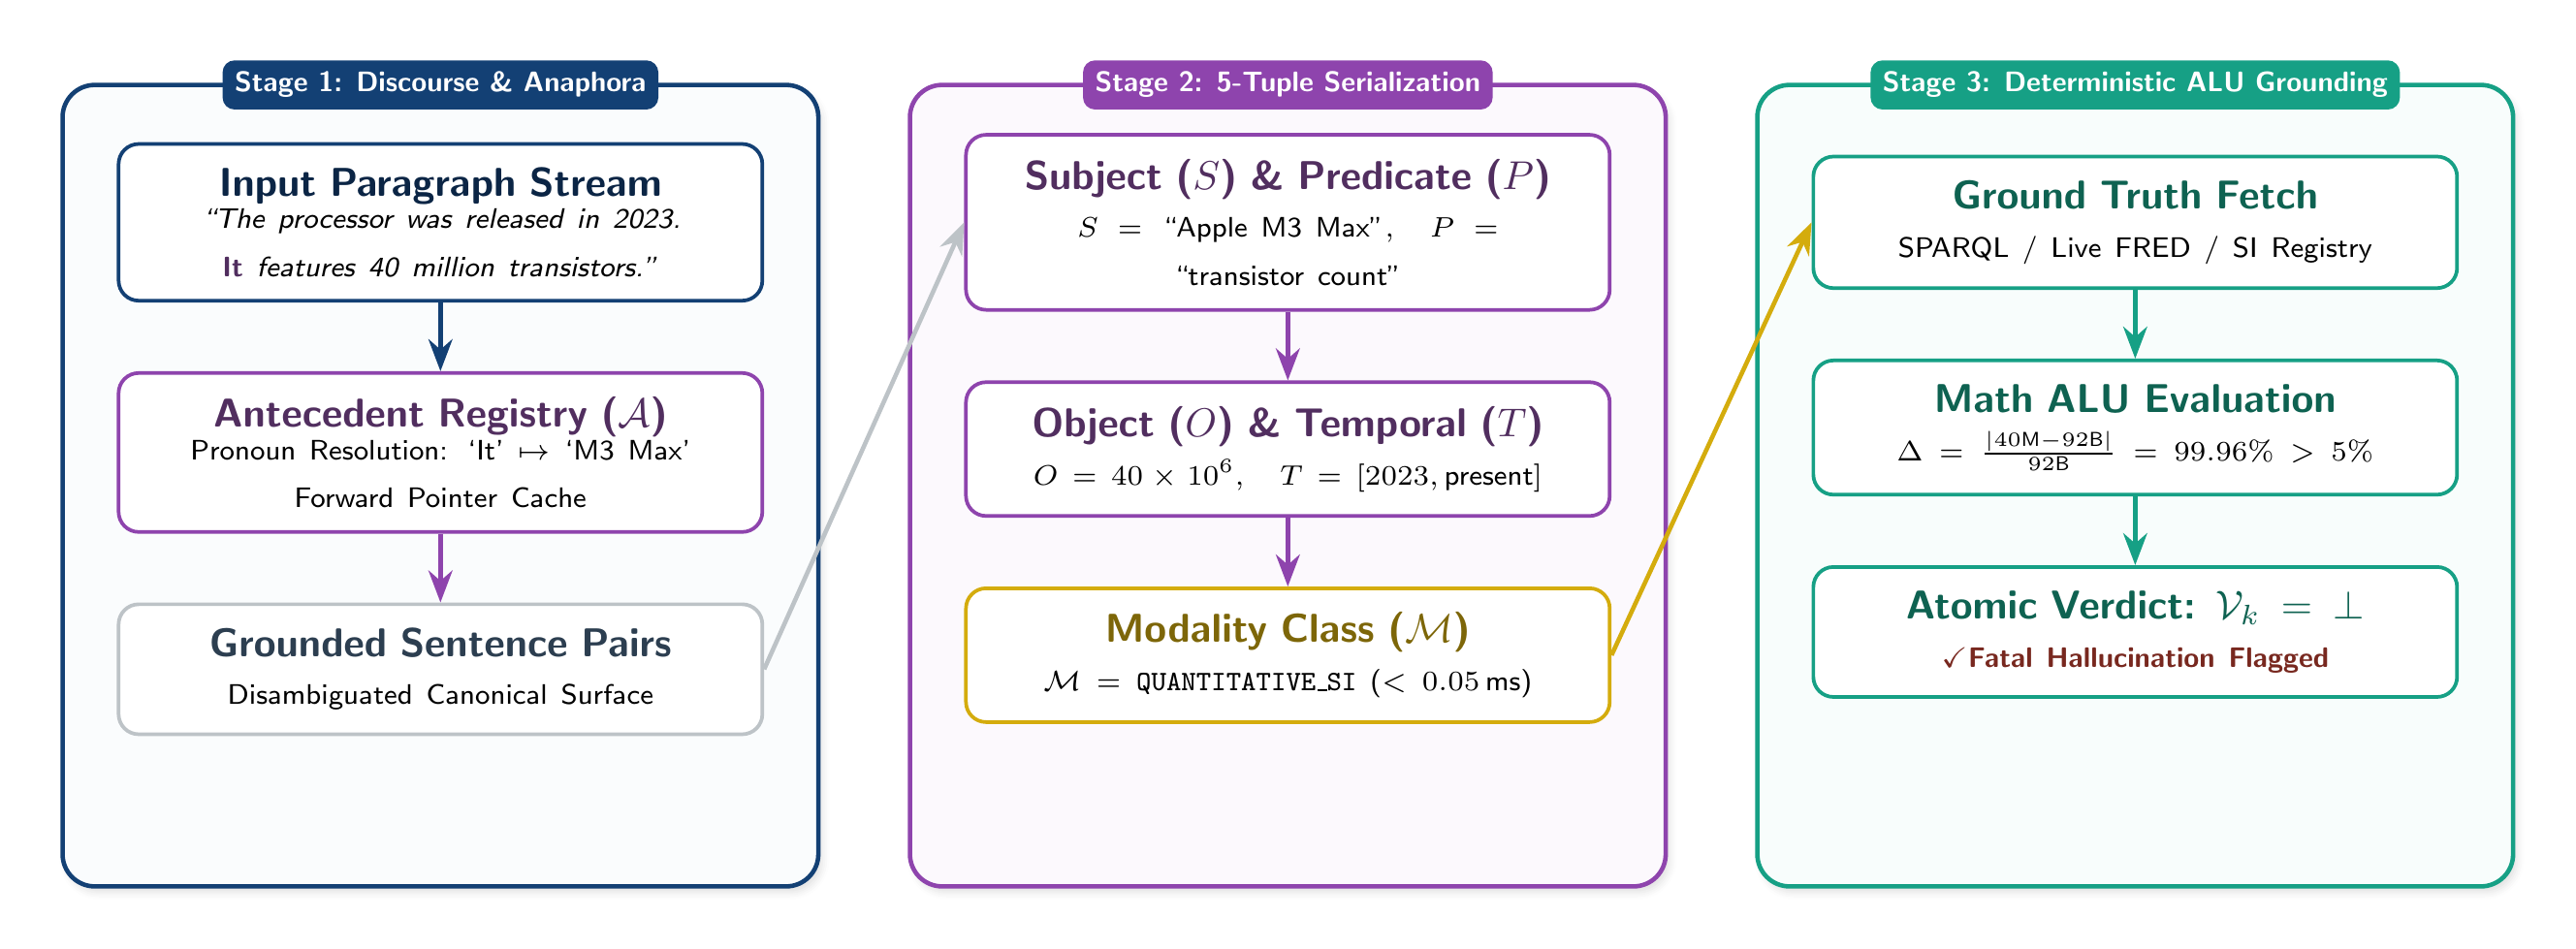 Stage 1: Discourse & Anaphora
Input Paragraph Stream
“The processor was released in 2023.
It features 40 million transistors.”
Antecedent Registry (𝒜)
Pronoun Resolution: ‘It’ ↦ ‘M3 Max’
Forward Pointer Cache
Grounded Sentence Pairs
Disambiguated Canonical Surface
Stage 2: 5-Tuple Serialization
Subject (S) & Predicate (P)
S = “Apple M3 Max”, P =
“transistor count”
Object (O) & Temporal (T)
O = 40 × 10⁶, T = [2023, present]
Modality Class (ℳ)
ℳ = QUANTITATIVE_SI (< 0.05 ms)
Stage 3: Deterministic ALU Grounding
Ground Truth Fetch
SPARQL / Live FRED / SI Registry
Math ALU Evaluation
Δ = |40M−92B| / 92B = 99.96% > 5%
Atomic Verdict: 𝒱ₖ = ⊥
✓Fatal Hallucination Flagged